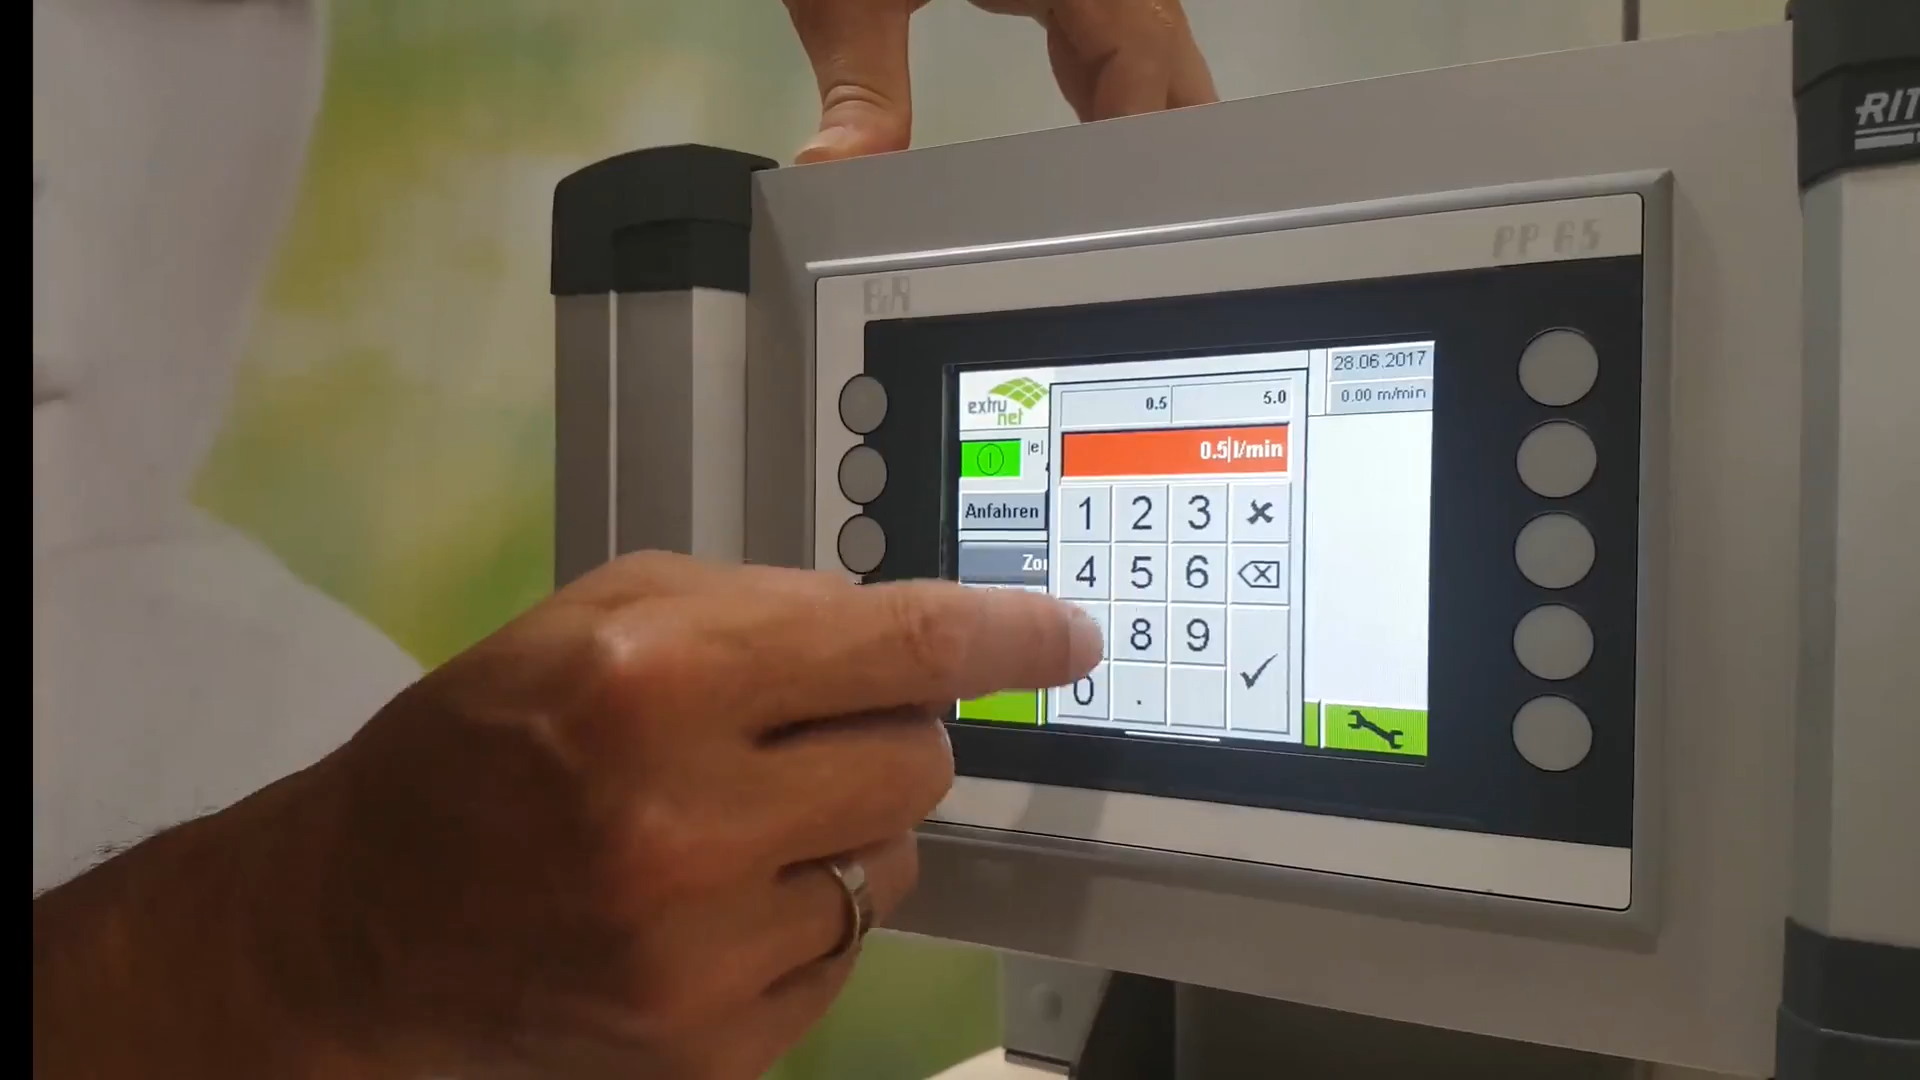 RIT
PP 65
B&R
28.06.2017
0.00 m/min
extru
net
0.5 5.0
0.5 l/min
|e|
Anfahren
1 2 3
4 5 6
8 9
0 .